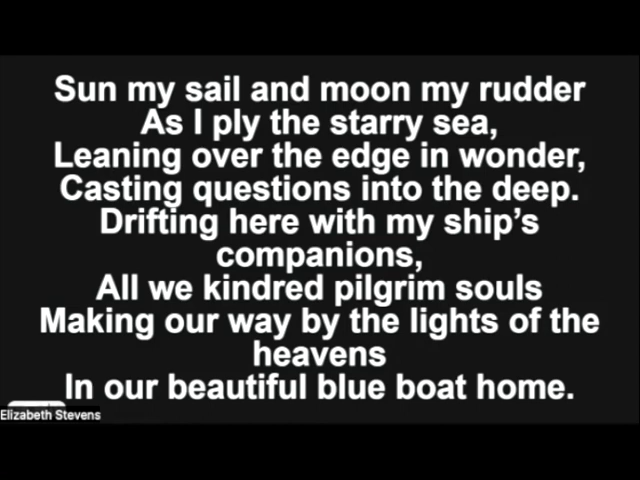 Sun my sail and moon my rudder
As I ply the starry sea,
Leaning over the edge in wonder,
Casting questions into the deep.
Drifting here with my ship’s
companions,
All we kindred pilgrim souls
Making our way by the lights of the
heavens
In our beautiful blue boat home.
Elizabeth Stevens